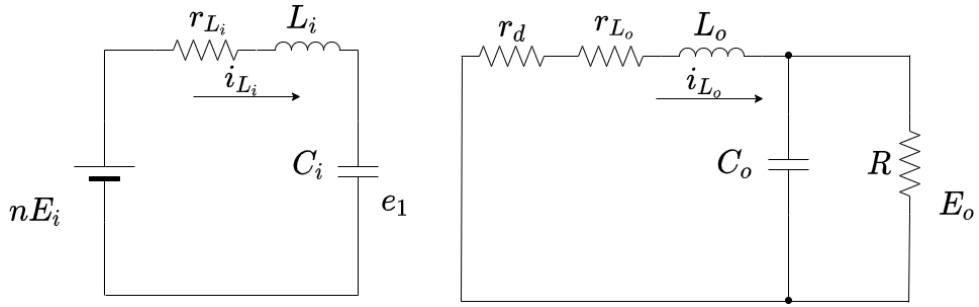 r_{L_i} L_i
i_{L_i}
C_i
nE_i
e_1
r_d r_{L_o} L_o
i_{L_o}
C_o R
E_o